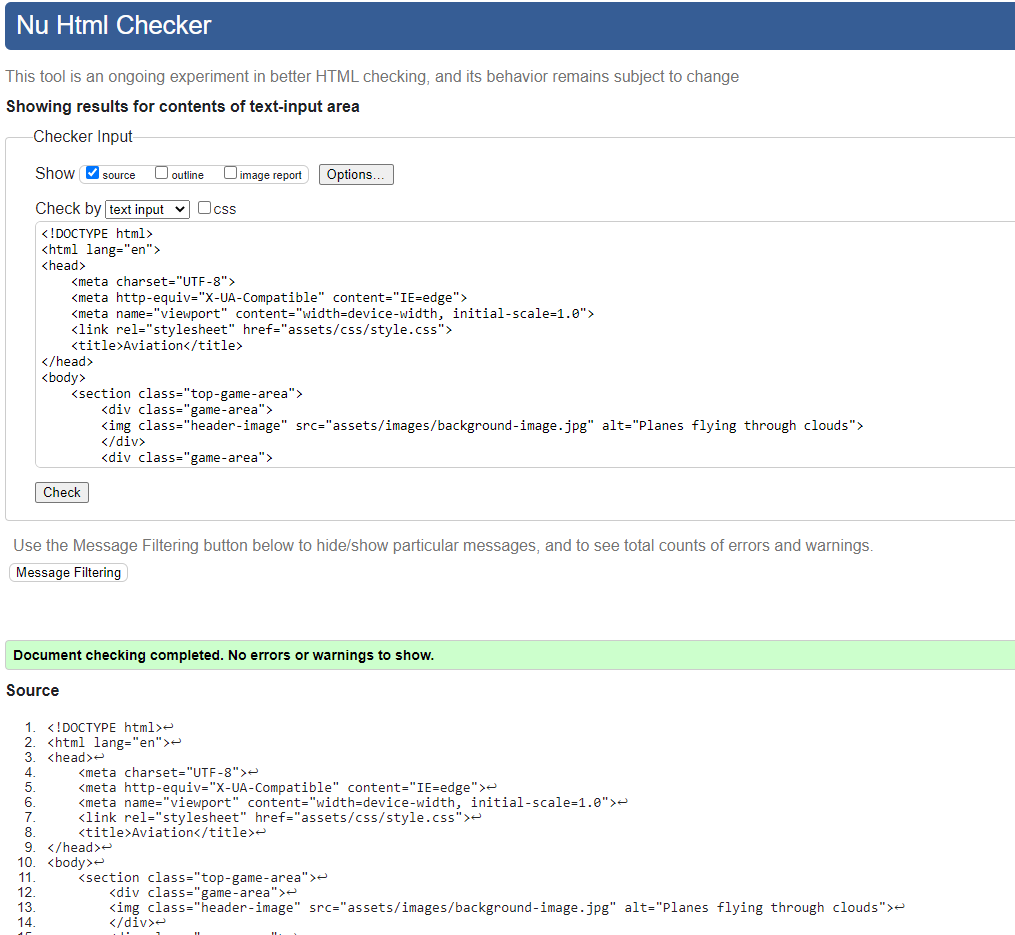 Nu Html Checker
This tool is an ongoing experiment in better HTML checking, and its behavior remains subject to change
Showing results for contents of text-input area
Checker Input
Show source outline image report Options...
Check by text input css
<!DOCTYPE html>
<html lang="en">
<head>
    <meta charset="UTF-8">
    <meta http-equiv="X-UA-Compatible" content="IE=edge">
    <meta name="viewport" content="width=device-width, initial-scale=1.0">
    <link rel="stylesheet" href="assets/css/style.css">
    <title>Aviation</title>
</head>
<body>
    <section class="top-game-area">
        <div class="game-area">
        <img class="header-image" src="assets/images/background-image.jpg" alt="Planes flying through clouds">
        </div>
        <div class="game-area">
Check
Use the Message Filtering button below to hide/show particular messages, and to see total counts of errors and warnings.
Message Filtering
Document checking completed. No errors or warnings to show.
Source
1. <!DOCTYPE html>↩
2. <html lang="en">↩
3. <head>↩
4.     <meta charset="UTF-8">↩
5.     <meta http-equiv="X-UA-Compatible" content="IE=edge">↩
6.     <meta name="viewport" content="width=device-width, initial-scale=1.0">↩
7.     <link rel="stylesheet" href="assets/css/style.css">↩
8.     <title>Aviation</title>↩
9. </head>↩
10. <body>↩
11.     <section class="top-game-area">↩
12.         <div class="game-area">↩
13.         <img class="header-image" src="assets/images/background-image.jpg" alt="Planes flying through clouds">↩
14.         </div>↩